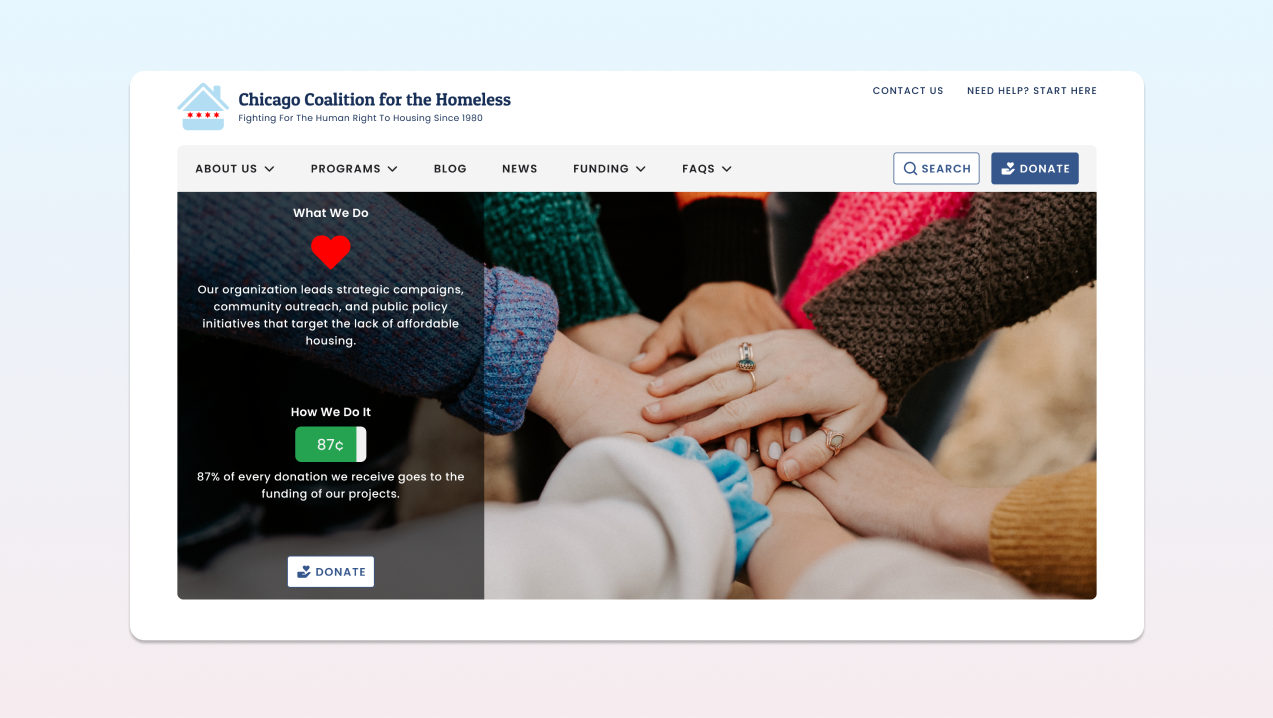 Chicago Coalition for the Homeless
Fighting For The Human Right To Housing Since 1980
CONTACT US
NEED HELP? START HERE
ABOUT US
PROGRAMS
BLOG
NEWS
FUNDING
FAQS
SEARCH
DONATE
What We Do
Our organization leads strategic campaigns,
community outreach, and public policy
initiatives that target the lack of affordable
housing.
How We Do It
87¢
87% of every donation we receive goes to the
funding of our projects.
DONATE